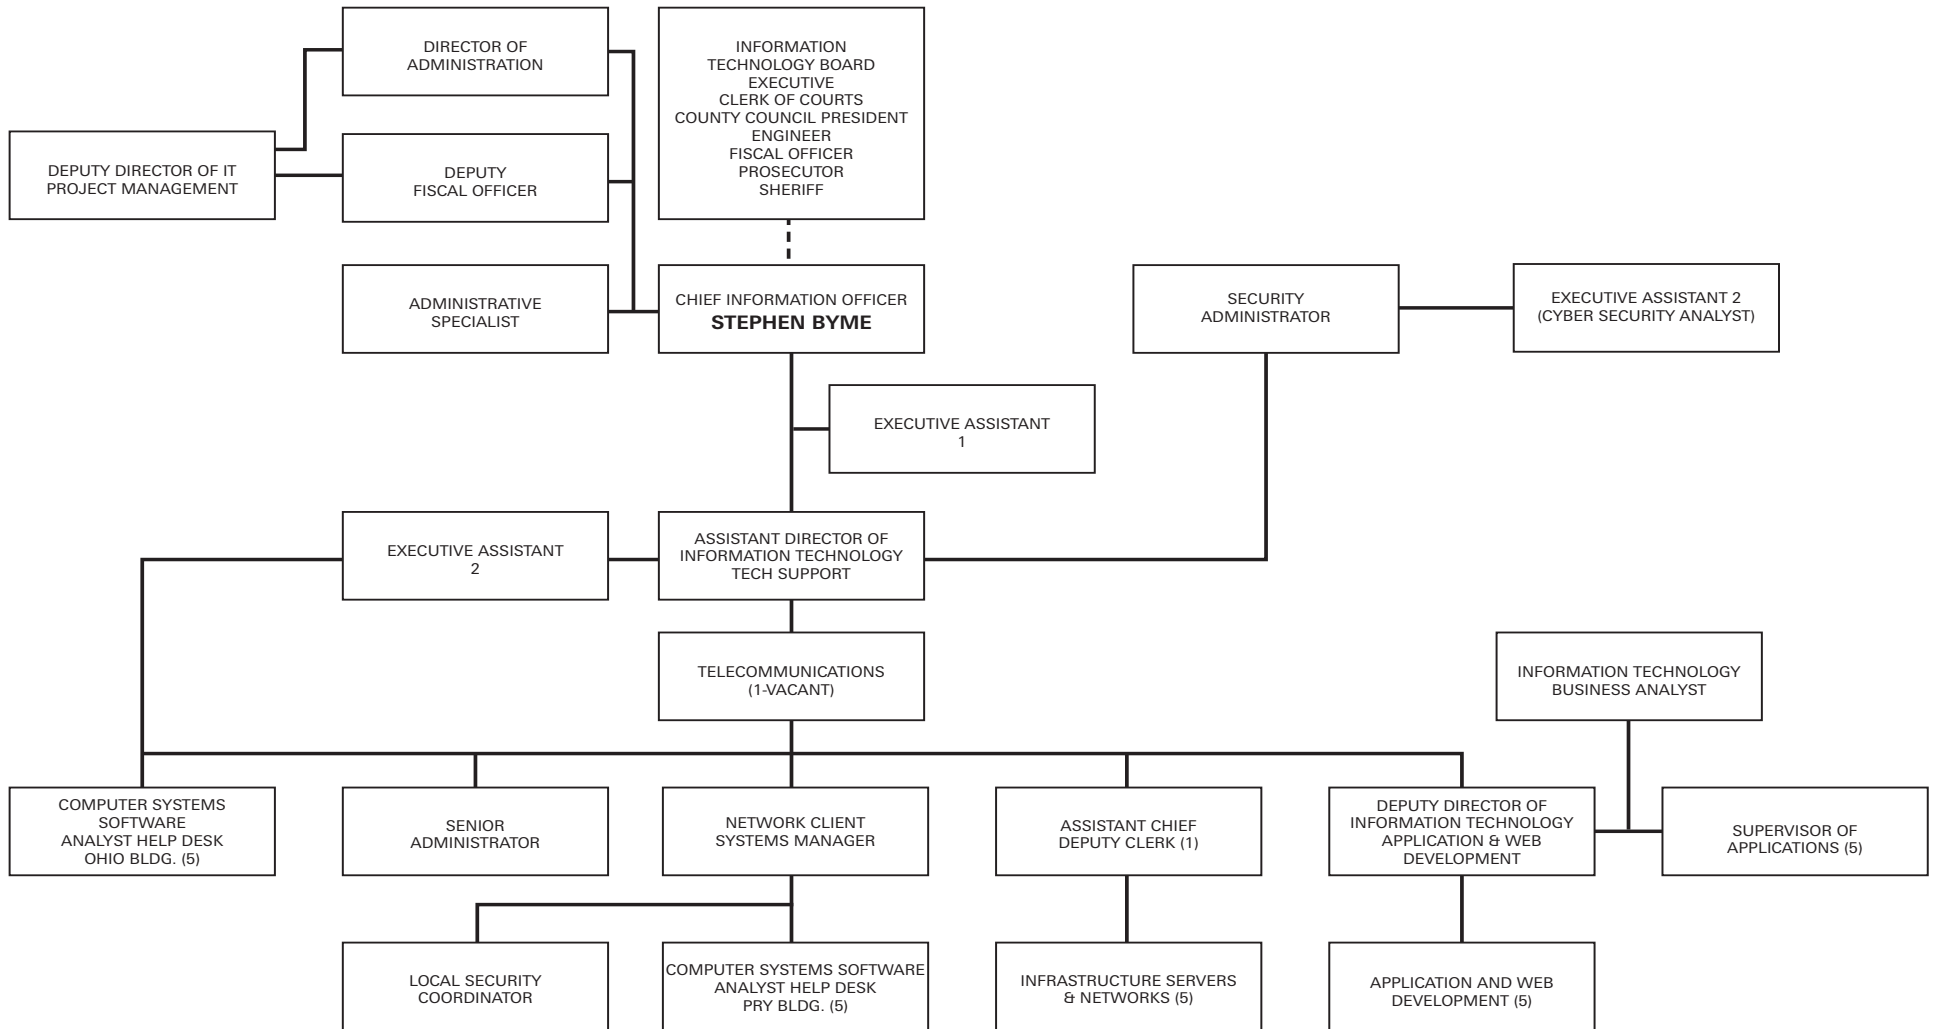 DIRECTOR OF
ADMINISTRATION
INFORMATION
TECHNOLOGY BOARD
EXECUTIVE
CLERK OF COURTS
COUNTY COUNCIL PRESIDENT
ENGINEER
FISCAL OFFICER
PROSECUTOR
SHERIFF
DEPUTY DIRECTOR OF IT
PROJECT MANAGEMENT
DEPUTY
FISCAL OFFICER
ADMINISTRATIVE
SPECIALIST
CHIEF INFORMATION OFFICER
STEPHEN BYME
SECURITY
ADMINISTRATOR
EXECUTIVE ASSISTANT 2
(CYBER SECURITY ANALYST)
EXECUTIVE ASSISTANT
1
EXECUTIVE ASSISTANT
2
ASSISTANT DIRECTOR OF
INFORMATION TECHNOLOGY
TECH SUPPORT
TELECOMMUNICATIONS
(1-VACANT)
INFORMATION TECHNOLOGY
BUSINESS ANALYST
COMPUTER SYSTEMS
SOFTWARE
ANALYST HELP DESK
OHIO BLDG. (5)
SENIOR
ADMINISTRATOR
NETWORK CLIENT
SYSTEMS MANAGER
ASSISTANT CHIEF
DEPUTY CLERK (1)
DEPUTY DIRECTOR OF
INFORMATION TECHNOLOGY
APPLICATION & WEB
DEVELOPMENT
SUPERVISOR OF
APPLICATIONS (5)
LOCAL SECURITY
COORDINATOR
COMPUTER SYSTEMS SOFTWARE
ANALYST HELP DESK
PRY BLDG. (5)
INFRASTRUCTURE SERVERS
& NETWORKS (5)
APPLICATION AND WEB
DEVELOPMENT (5)